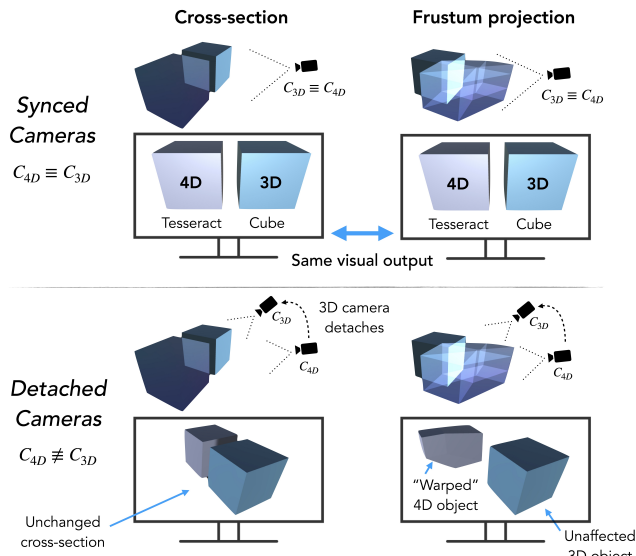 Cross-section
Frustum projection
Synced
Cameras
C4D ≡ C3D
C3D ≡ C4D
C3D ≡ C4D
4D
3D
Tesseract
Cube
4D
3D
Tesseract
Cube
Same visual output
Detached
Cameras
C4D ≢ C3D
C3D
3D camera
detaches
C4D
C3D
C4D
Unchanged
cross-section
"Warped"
4D object
Unaffected
3D object